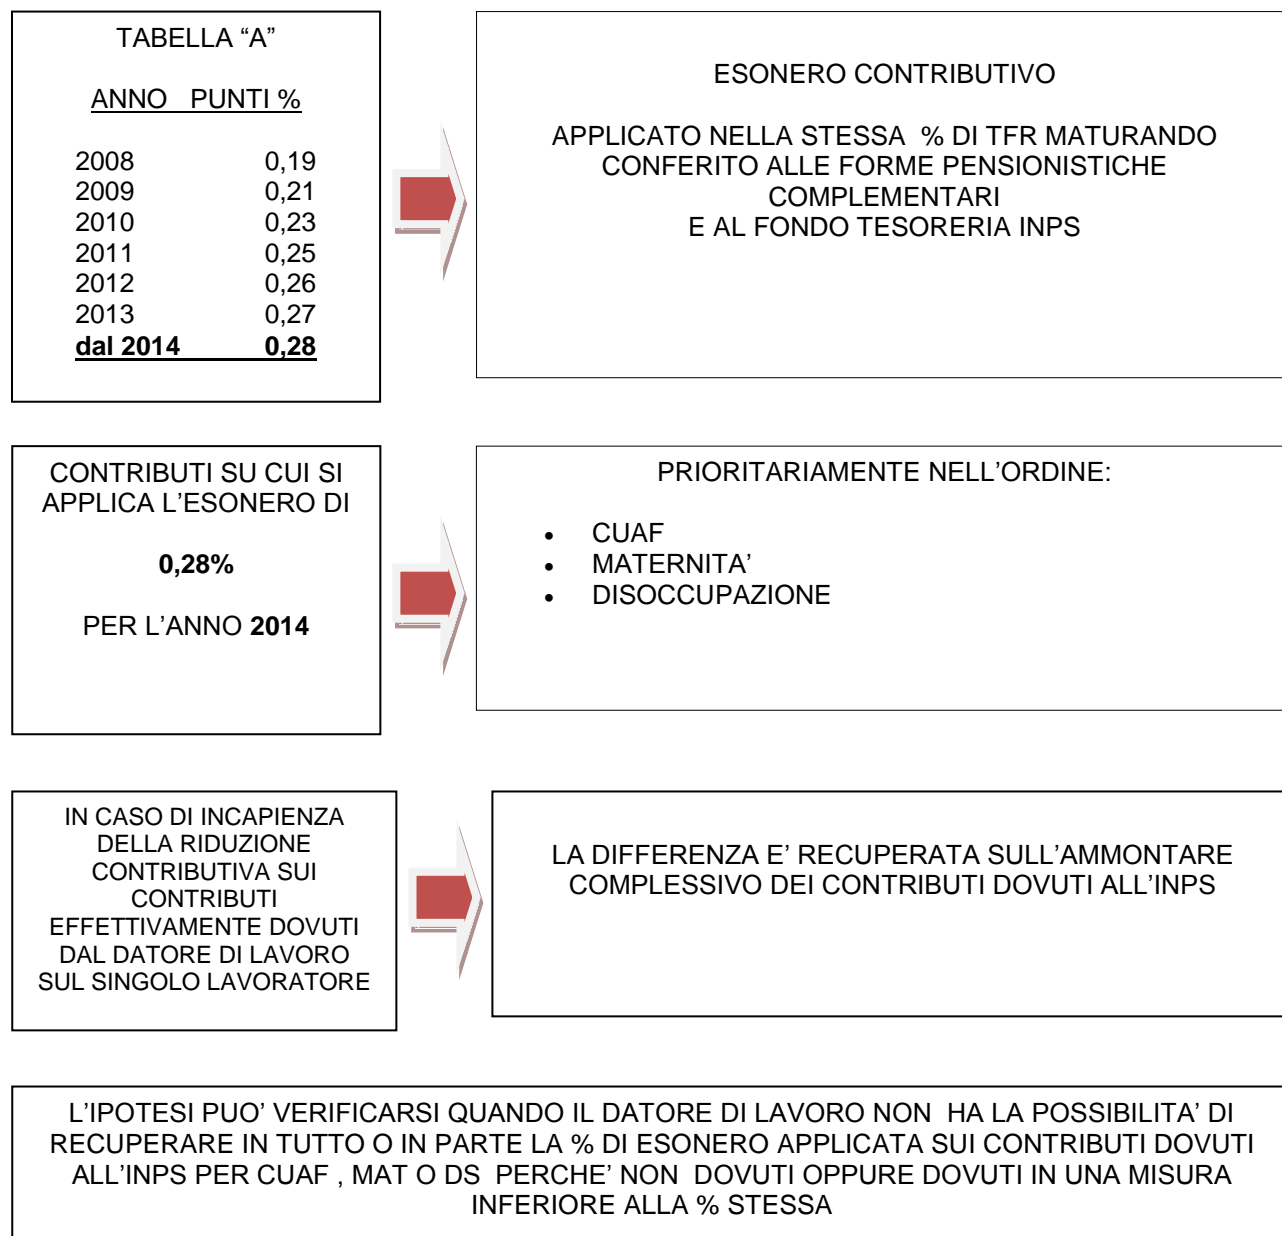 TABELLA “A”
ANNO PUNTI %
2008 0,19
2009 0,21
2010 0,23
2011 0,25
2012 0,26
2013 0,27
dal 2014 0,28
ESONERO CONTRIBUTIVO
APPLICATO NELLA STESSA % DI TFR MATURANDO
CONFERITO ALLE FORME PENSIONISTICHE
COMPLEMENTARI
E AL FONDO TESORERIA INPS
CONTRIBUTI SU CUI SI
APPLICA L’ESONERO DI
0,28%
PER L’ANNO 2014
PRIORITARIAMENTE NELL’ORDINE:
• CUAF
• MATERNITA’
• DISOCCUPAZIONE
IN CASO DI INCAPIENZA
DELLA RIDUZIONE
CONTRIBUTIVA SUI
CONTRIBUTI
EFFETTIVAMENTE DOVUTI
DAL DATORE DI LAVORO
SUL SINGOLO LAVORATORE
LA DIFFERENZA E’ RECUPERATA SULL’AMMONTARE
COMPLESSIVO DEI CONTRIBUTI DOVUTI ALL’INPS
L’IPOTESI PUO’ VERIFICARSI QUANDO IL DATORE DI LAVORO NON HA LA POSSIBILITA’ DI
RECUPERARE IN TUTTO O IN PARTE LA % DI ESONERO APPLICATA SUI CONTRIBUTI DOVUTI
ALL’INPS PER CUAF , MAT O DS PERCHE’ NON DOVUTI OPPURE DOVUTI IN UNA MISURA
INFERIORE ALLA % STESSA